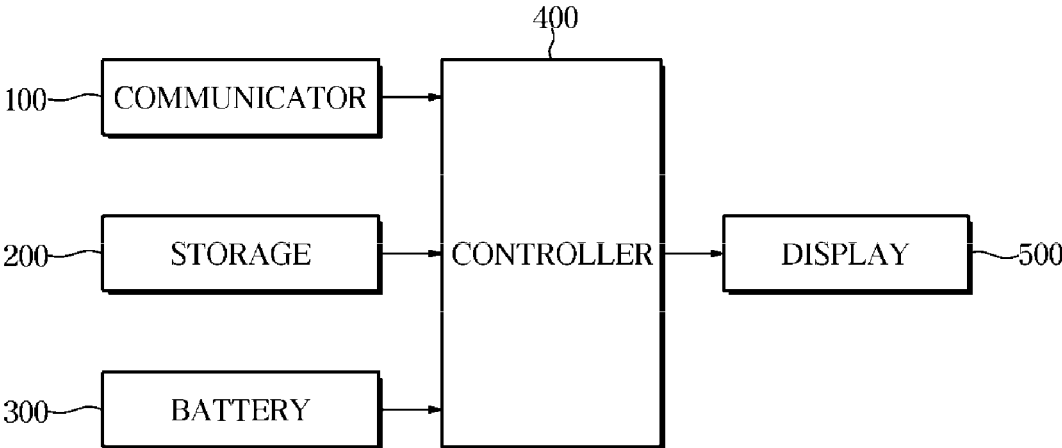 400
100 COMMUNICATOR
200 STORAGE CONTROLLER DISPLAY 500
300 BATTERY